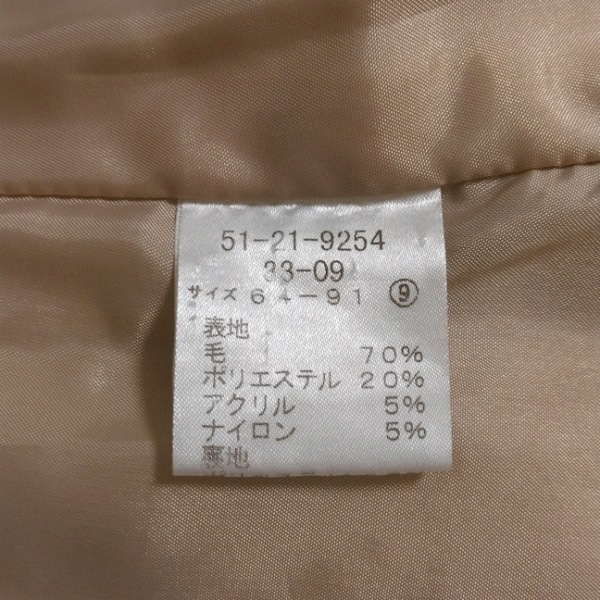 51-21-9254
33-09
サイズ 64-91 ⑨
表地
毛 70%
ポリエステル 20%
アクリル 5%
ナイロン 5%
裏地